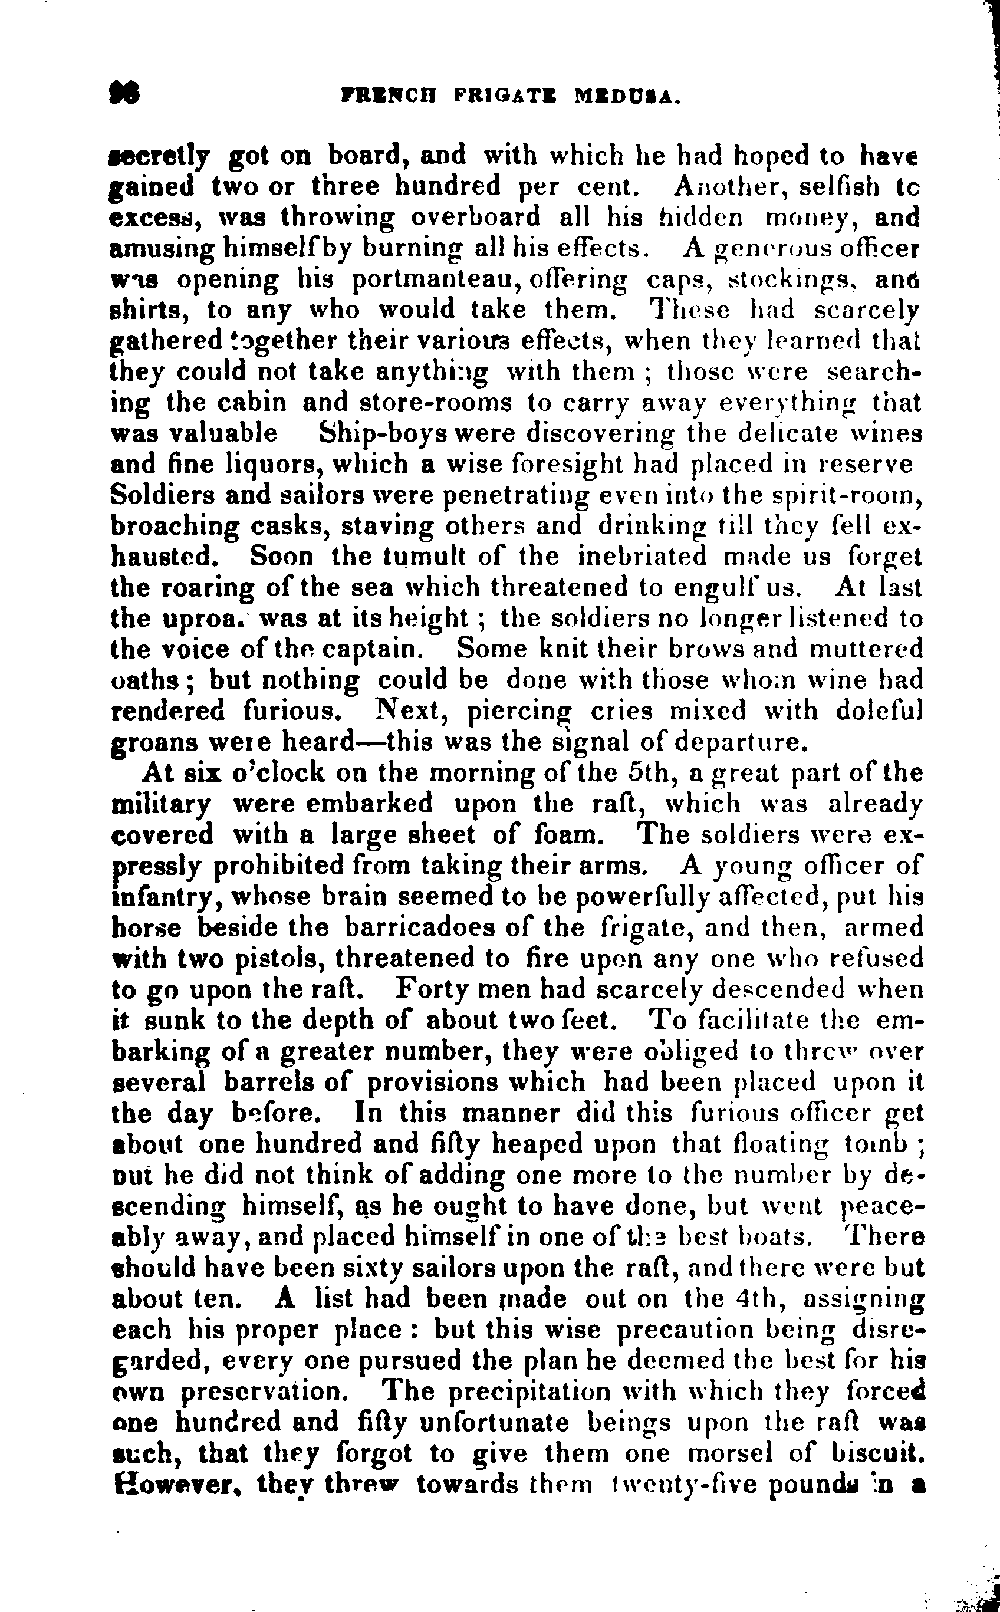 98 FRENCH FRIGATE MEDUSA.
secretly got on board, and with which he had hoped to have
gained two or three hundred per cent. Another, selfish to
excess, was throwing overboard all his hidden money, and
amusing himself by burning all his effects. A generous officer
was opening his portmanteau, offering caps, stockings, and
shirts, to any who would take them. These had scarcely
gathered together their various effects, when they learned that
they could not take anything with them ; those were search-
ing the cabin and store-rooms to carry away everything that
was valuable Ship-boys were discovering the delicate wines
and fine liquors, which a wise foresight had placed in reserve
Soldiers and sailors were penetrating even into the spirit-room,
broaching casks, staving others and drinking till they fell ex-
hausted. Soon the tumult of the inebriated made us forget
the roaring of the sea which threatened to engulf us. At last
the uproar was at its height ; the soldiers no longer listened to
the voice of the captain. Some knit their brows and muttered
oaths ; but nothing could be done with those whom wine had
rendered furious. Next, piercing cries mixed with doleful
groans were heard—this was the signal of departure.
At six o'clock on the morning of the 5th, a great part of the
military were embarked upon the raft, which was already
covered with a large sheet of foam. The soldiers were ex-
pressly prohibited from taking their arms. A young officer of
infantry, whose brain seemed to be powerfully affected, put his
horse beside the barricadoes of the frigate, and then, armed
with two pistols, threatened to fire upon any one who refused
to go upon the raft. Forty men had scarcely descended when
it sunk to the depth of about two feet. To facilitate the em-
barking of a greater number, they were obliged to throw over
several barrels of provisions which had been placed upon it
the day before. In this manner did this furious officer get
about one hundred and fifty heaped upon that floating tomb ;
but he did not think of adding one more to the number by de-
scending himself, as he ought to have done, but went peace-
ably away, and placed himself in one of the best boats. There
should have been sixty sailors upon the raft, and there were but
about ten. A list had been made out on the 4th, assigning
each his proper place : but this wise precaution being disre-
garded, every one pursued the plan he deemed the best for his
own preservation. The precipitation with which they forced
one hundred and fifty unfortunate beings upon the raft was
such, that they forgot to give them one morsel of biscuit.
However, they threw towards them twenty-five pounds in a